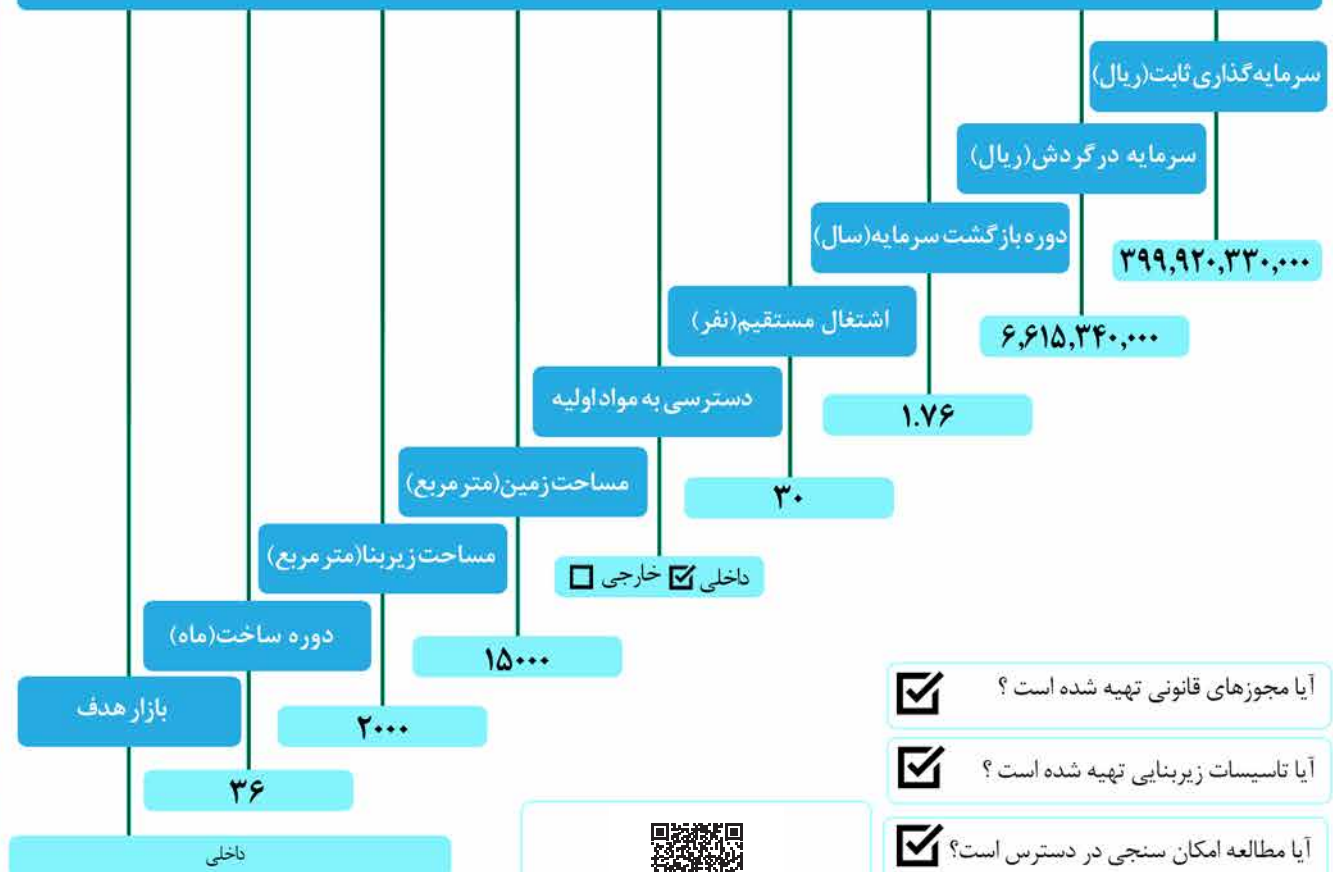 سرمایه‌گذاری ثابت(ریال)
۳۹۹,۹۲۰,۳۳۰,۰۰۰
سرمایه در گردش(ریال)
۶,۶۱۵,۳۴۰,۰۰۰
دوره بازگشت سرمایه(سال)
۱.۷۶
اشتغال مستقیم(نفر)
۳۰
دسترسی به مواد اولیه
داخلی ☑ خارجی ☐
مساحت زمین(متر مربع)
۱۵۰۰۰
مساحت زیربنا(متر مربع)
۲۰۰۰
دوره ساخت(ماه)
۳۶
بازار هدف
داخلی
آیا مجوزهای قانونی تهیه شده است ؟ ☑
آیا تاسیسات زیربنایی تهیه شده است ؟ ☑
آیا مطالعه امکان سنجی در دسترس است؟ ☑